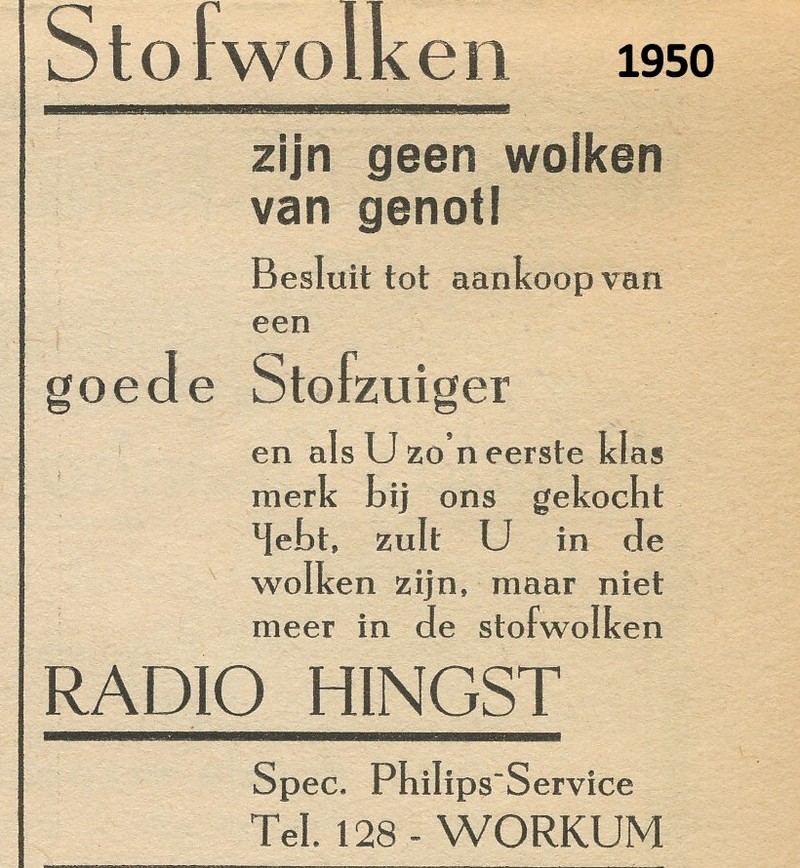 Stofwolken
1950
zijn geen wolken
van genot!
Besluit tot aankoop van
een
goede Stofzuiger
en als U zo'n eerste klas
merk bij ons gekocht
hebt, zult U in de
wolken zijn, maar niet
meer in de stofwolken
RADIO HINGST
Spec. Philips-Service
Tel. 128 - WORKUM